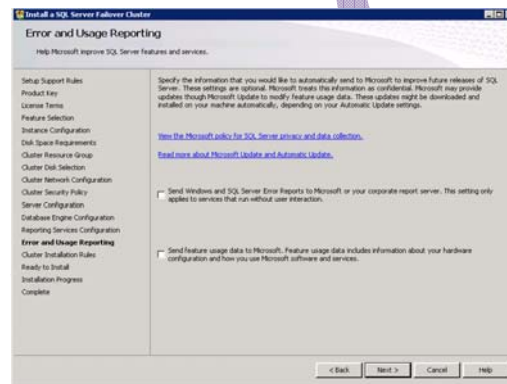 Install a SQL Server Failover Cluster
Error and Usage Reporting
Help Microsoft improve SQL Server features and services.
Setup Support Rules
Product Key
License Terms
Feature Selection
Instance Configuration
Disk Space Requirements
Cluster Resource Group
Cluster Disk Selection
Cluster Network Configuration
Cluster Security Policy
Server Configuration
Database Engine Configuration
Reporting Services Configuration
Error and Usage Reporting
Cluster Installation Rules
Ready to Install
Installation Progress
Complete
Specify the information that you would like to automatically send to Microsoft to improve future releases of SQL
Server. These settings are optional. Microsoft treats this information as confidential. Microsoft may provide
updates through Microsoft Update to modify feature usage data. These updates might be downloaded and
installed on your machine automatically, depending on your Automatic Update settings.
View the Microsoft policy for SQL Server privacy and data collection.
Read more about Microsoft Update and Automatic Update.
Send Windows and SQL Server Error Reports to Microsoft or your corporate report server. This setting only
applies to services that run without user interaction.
Send feature usage data to Microsoft. Feature usage data includes information about your hardware
configuration and how you use Microsoft software and services.
< Back
Next >
Cancel
Help